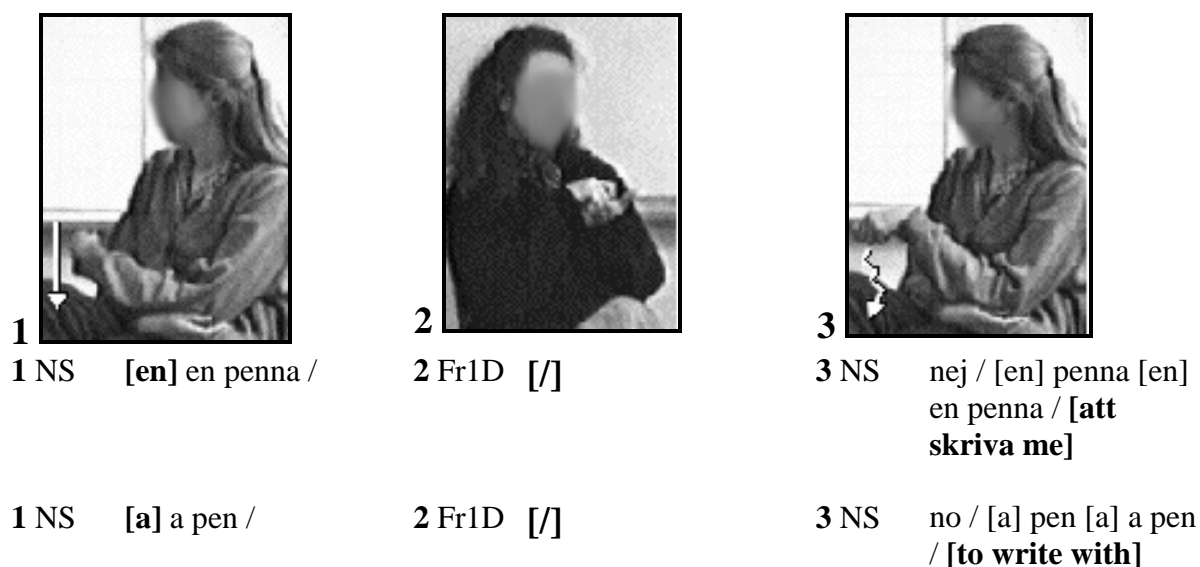 1
2
3
1 NS [en] en penna /
2 Fr1D [/]
3 NS nej / [en] penna [en]
en penna / [att
skriva me]
1 NS [a] a pen /
2 Fr1D [/]
3 NS no / [a] pen [a] a pen
/ [to write with]